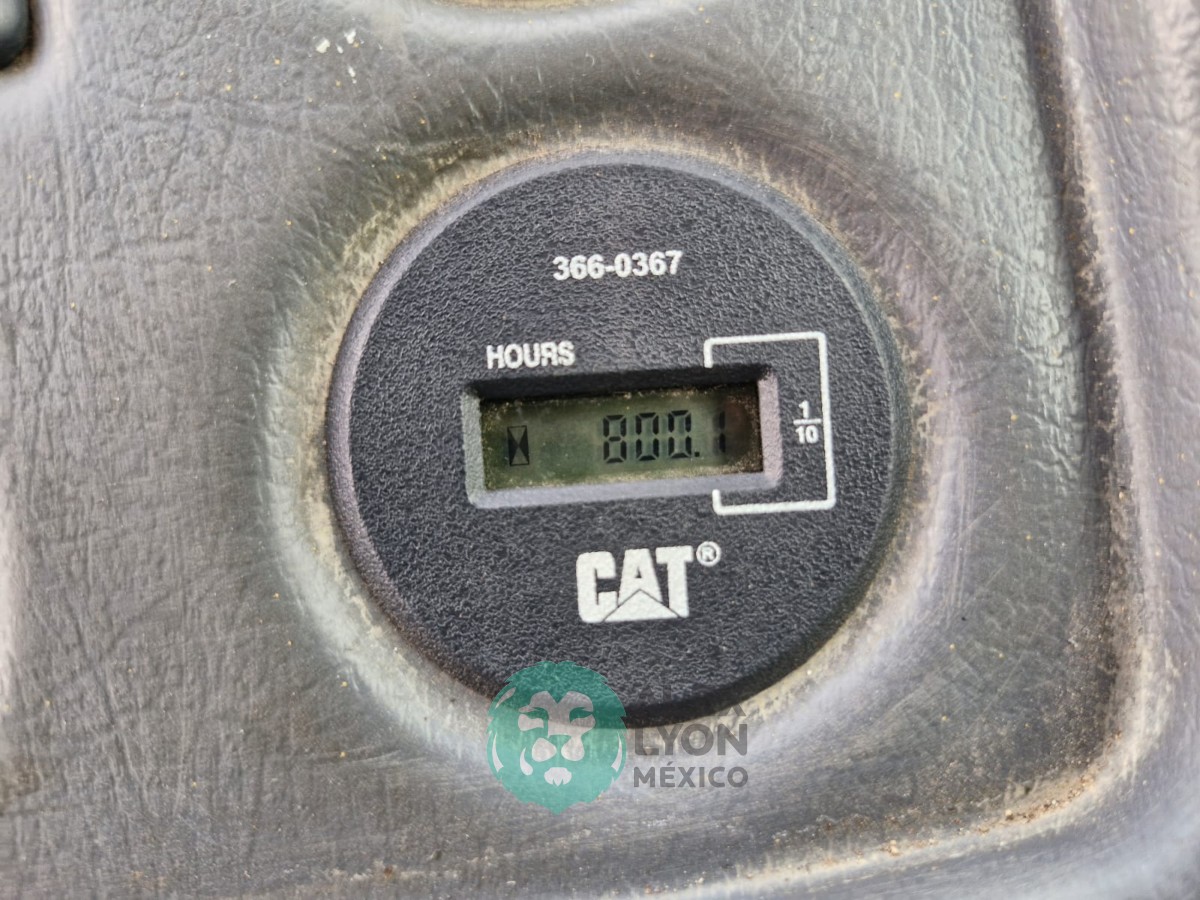 366-0367
HOURS
800.1
1
10
CAT®
LYON
MÉXICO